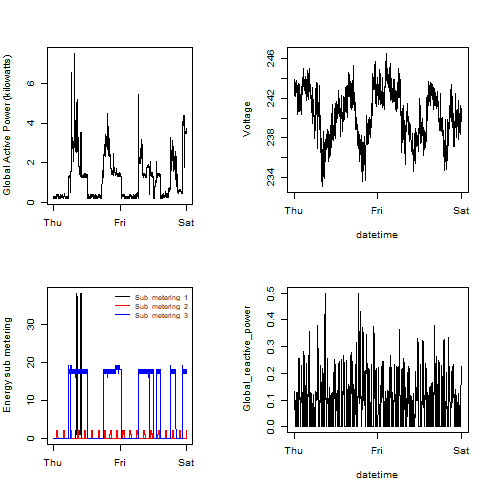 Global Active Power (kilowatts)
0 2 4 6
Thu Fri Sat
Voltage
234 238 242 246
Thu Fri Sat
datetime
Energy sub metering
0 10 20 30
Sub_metering_1
Sub_metering_2
Sub_metering_3
Thu Fri Sat
Global_reactive_power
0.0 0.1 0.2 0.3 0.4 0.5
Thu Fri Sat
datetime